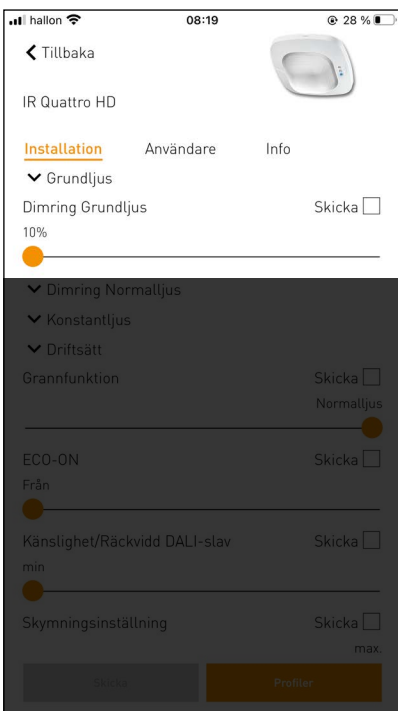 hallon 08:19 28 %
Tillbaka
IR Quattro HD
Installation Användare Info
Grundljus
Dimring Grundljus Skicka
10%
Dimring Normalljus
Konstantljus
Driftsätt
Grannfunktion Skicka
Normalljus
ECO-ON Skicka
Från
Känslighet/Räckvidd DALI-slav Skicka
min
Skymningsinställning Skicka
max.
Skicka Profiler